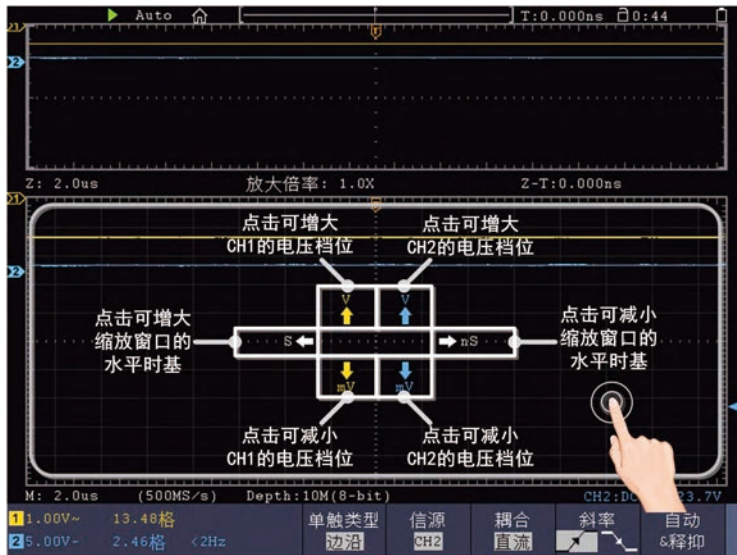 Auto T:0.000ns 0:44
1
T
2
Z: 2.0us 放大倍率: 1.0X Z-T:0.000ns
1
2
点击可增大
CH1的电压档位
点击可增大
CH2的电压档位
V V
点击可增大
缩放窗口的
水平时基
S nS
点击可减小
缩放窗口的
水平时基
mV mV
点击可减小
CH1的电压档位
点击可减小
CH2的电压档位
M: 2.0us (500MS/s) Depth:10M(8-bit) CH2:DC 23.7V
1 1.00V~ 13.48格
2 5.00V- 2.46格 <2Hz
单触类型 信源 耦合 斜率 自动
边沿 CH2 直流 &释抑